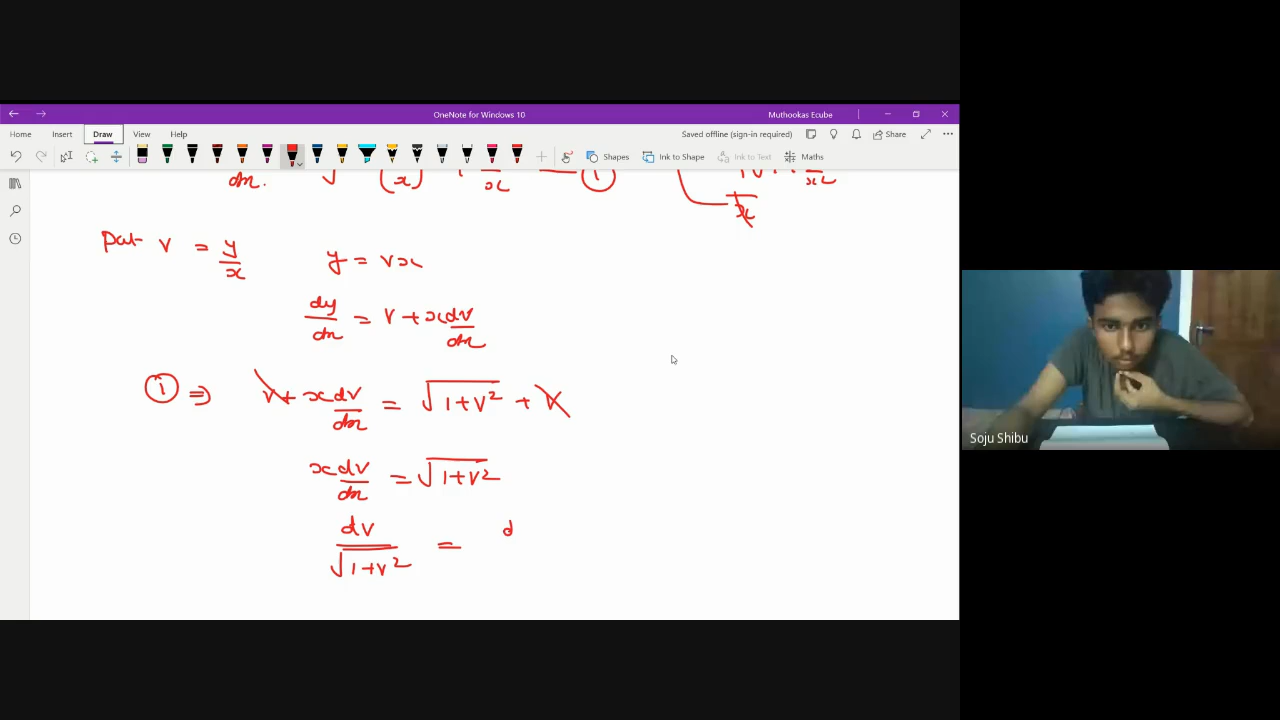 OneNote for Windows 10
Muthookas Ecube
Home Insert Draw View Help
Saved offline (sign-in required) Share
Shapes Ink to Shape Ink to Text Maths
Put v = y/x y = vx
dy/dx = v + x dv/dx
① ⇒ v + x dv/dx = √(1+v²) + v
x dv/dx = √(1+v²)
dv/√(1+v²) = d
Soju Shibu